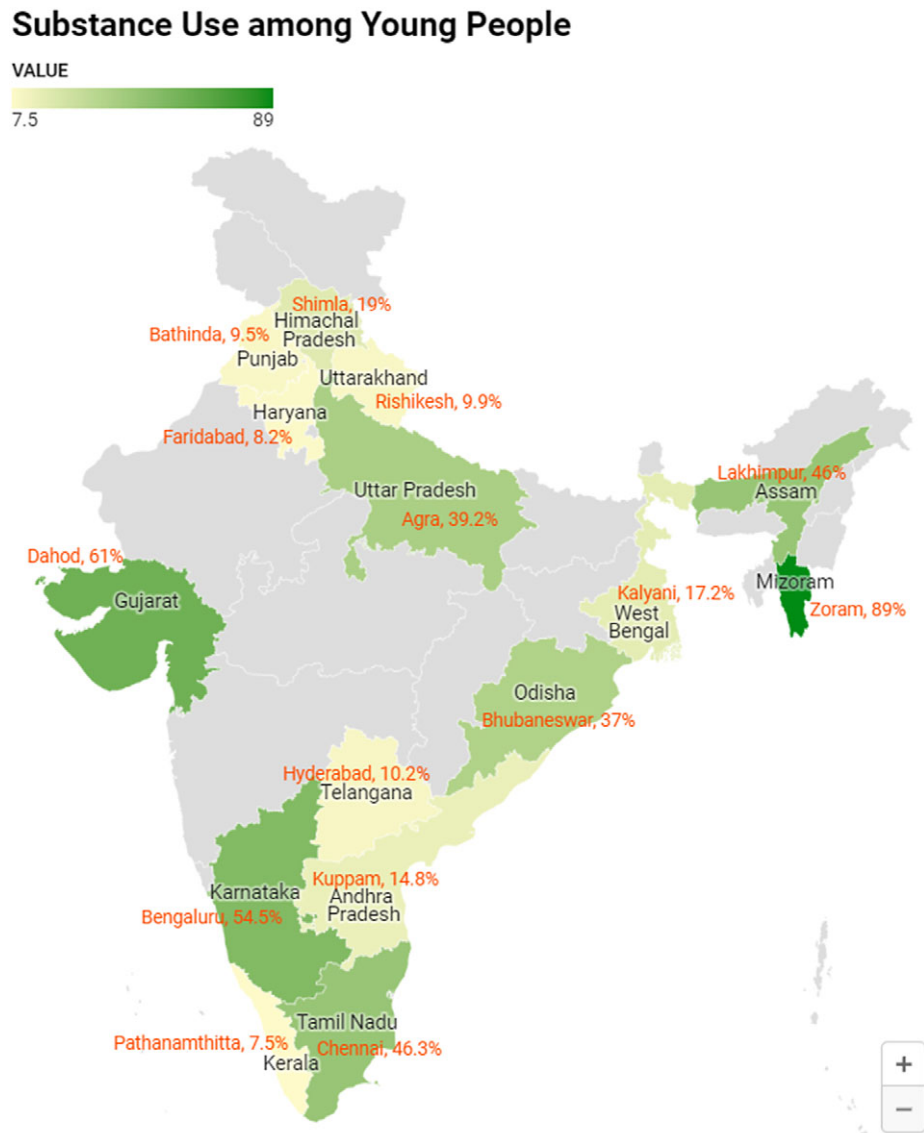 Substance Use among Young People
VALUE
7.5 89
Shimla, 19%
Himachal
Pradesh
Bathinda, 9.5%
Punjab
Uttarakhand
Rishikesh, 9.9%
Haryana
Faridabad, 8.2%
Lakhimpur, 46%
Assam
Uttar Pradesh
Agra, 39.2%
Dahod, 61%
Gujarat
Mizoram
Zoram, 89%
Kalyani, 17.2%
West
Bengal
Odisha
Bhubaneswar, 37%
Hyderabad, 10.2%
Telangana
Kuppam, 14.8%
Andhra
Pradesh
Karnataka
Bengaluru, 54.5%
Tamil Nadu
Chennai, 46.3%
Pathanamthitta, 7.5%
Kerala
+
−